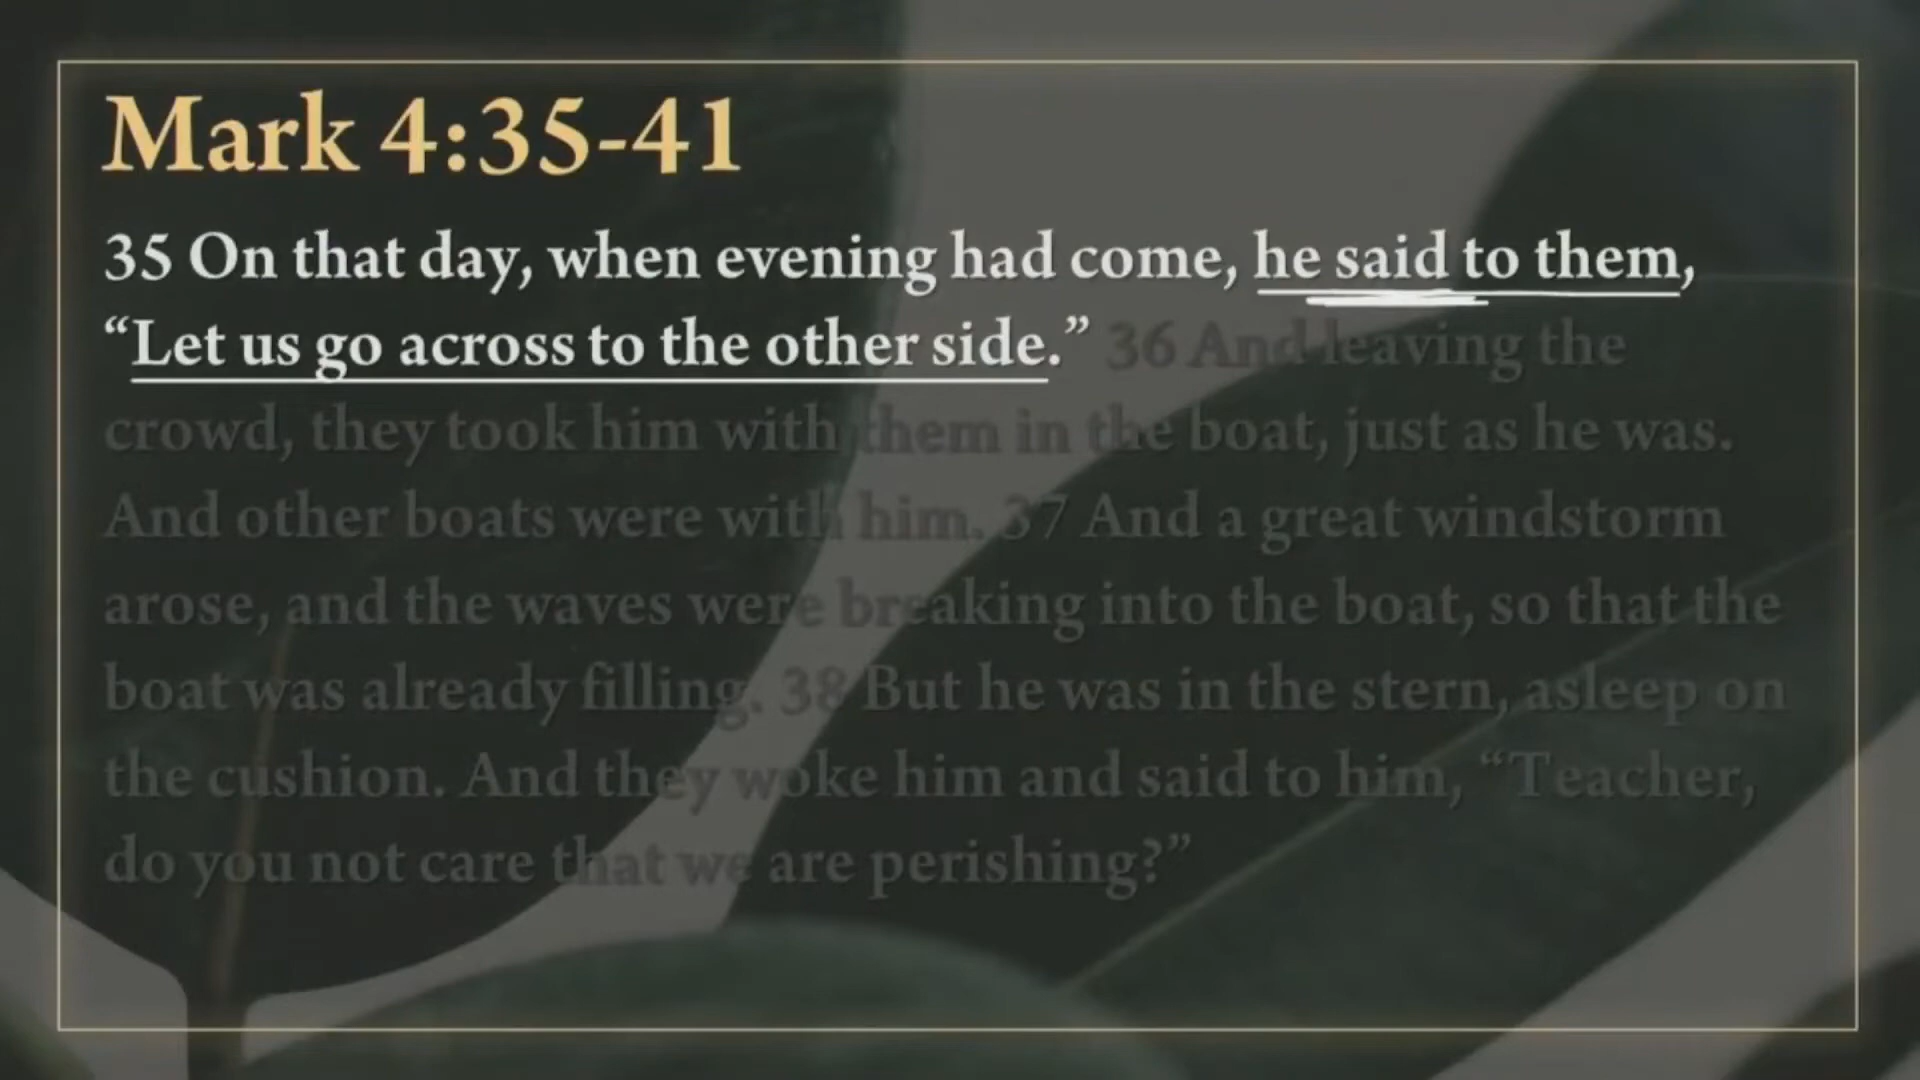 Mark 4:35-41
35 On that day, when evening had come, he said to them,
“Let us go across to the other side.” 36 And leaving the
crowd, they took him with them in the boat, just as he was.
And other boats were with him. 37 And a great windstorm
arose, and the waves were breaking into the boat, so that the
boat was already filling. 38 But he was in the stern, asleep on
the cushion. And they woke him and said to him, “Teacher,
do you not care that we are perishing?”